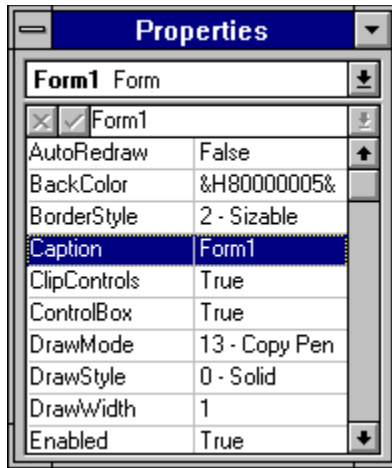 Properties
Form1 Form
Form1
AutoRedraw False
BackColor &H80000005&
BorderStyle 2 - Sizable
Caption Form1
ClipControls True
ControlBox True
DrawMode 13 - Copy Pen
DrawStyle 0 - Solid
DrawWidth 1
Enabled True